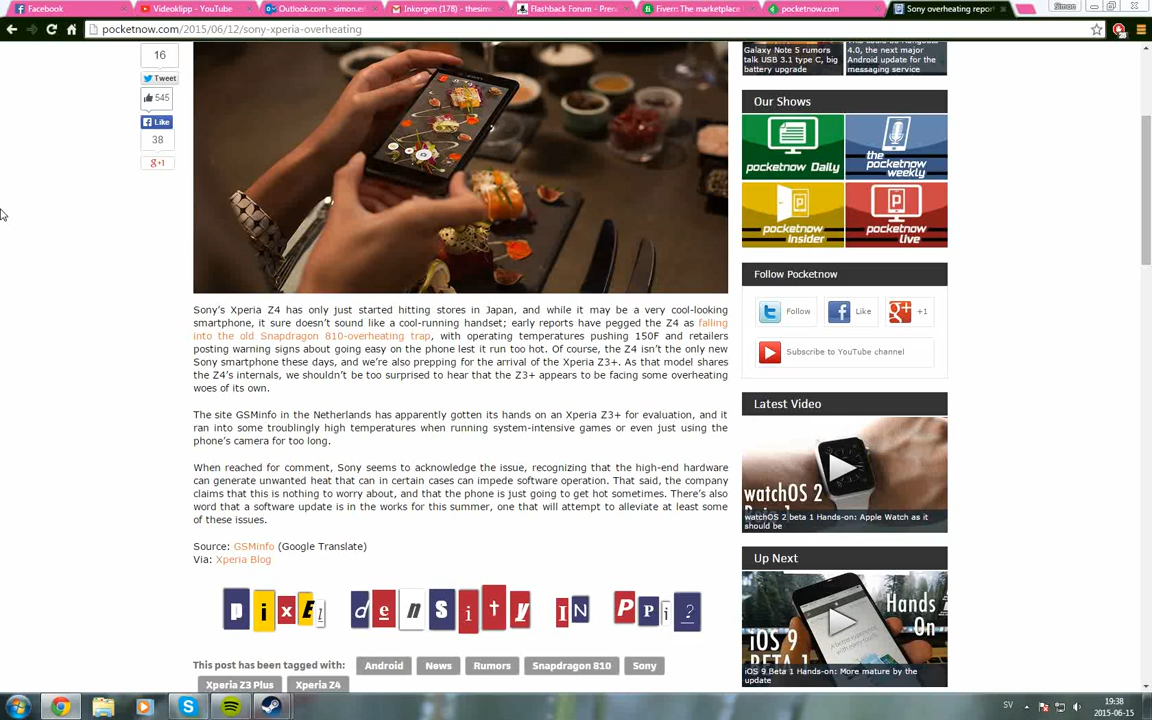 Facebook
Videoklipp - YouTube
Outlook.com - simon.en
Inkorgen (178) - thesim
Flashback Forum - Pren
Fiverr: The marketplace
pocketnow.com
Sony overheating report
Simon
pocketnow.com/2015/06/12/sony-xperia-overheating
16
Tweet
545
Like
38
g+1
Galaxy Note 5 rumors
talk USB 3.1 type C, big
battery upgrade
4.0, the next major
Android update for the
messaging service
Our Shows
pocketnow Daily
the
pocketnow
weekly
pocketnow
insider
pocketnow
live
Follow Pocketnow
Follow
Like
+1
Subscribe to YouTube channel
Sony's Xperia Z4 has only just started hitting stores in Japan, and while it may be a very cool-looking
smartphone, it sure doesn't sound like a cool-running handset; early reports have pegged the Z4 as falling
into the old Snapdragon 810-overheating trap, with operating temperatures pushing 150F and retailers
posting warning signs about going easy on the phone lest it run too hot. Of course, the Z4 isn't the only new
Sony smartphone these days, and we're also prepping for the arrival of the Xperia Z3+. As that model shares
the Z4's internals, we shouldn't be too surprised to hear that the Z3+ appears to be facing some overheating
woes of its own.
The site GSMinfo in the Netherlands has apparently gotten its hands on an Xperia Z3+ for evaluation, and it
ran into some troublingly high temperatures when running system-intensive games or even just using the
phone's camera for too long.
When reached for comment, Sony seems to acknowledge the issue, recognizing that the high-end hardware
can generate unwanted heat that can in certain cases can impede software operation. That said, the company
claims that this is nothing to worry about, and that the phone is just going to get hot sometimes. There's also
word that a software update is in the works for this summer, one that will attempt to alleviate at least some
of these issues.
Source: GSMinfo (Google Translate)
Via: Xperia Blog
pixEl denSity IN PPi?
This post has been tagged with:
Android
News
Rumors
Snapdragon 810
Sony
Xperia Z3 Plus
Xperia Z4
Latest Video
watchOS 2
watchOS 2 beta 1 Hands-on: Apple Watch as it
should be
Up Next
Hands
On
iOS 9
BETA 1
iOS 9 Beta 1 Hands-on: More mature by the
update
SV
19:38
2015-06-15